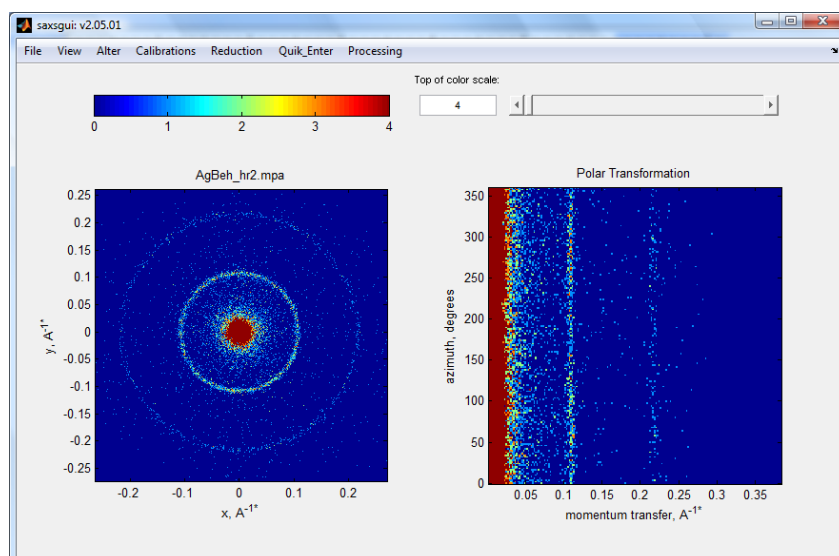 saxsgui: v2.05.01
File View Alter Calibrations Reduction Quik_Enter Processing
Top of color scale:
4
0 1 2 3 4
AgBeh_hr2.mpa
0.25
0.2
0.15
0.1
0.05
0
-0.05
-0.1
-0.15
-0.2
-0.25
y, A⁻¹*
-0.2 -0.1 0 0.1 0.2
x, A⁻¹*
Polar Transformation
350
300
250
200
150
100
50
0
azimuth, degrees
0.05 0.1 0.15 0.2 0.25 0.3 0.35
momentum transfer, A⁻¹*